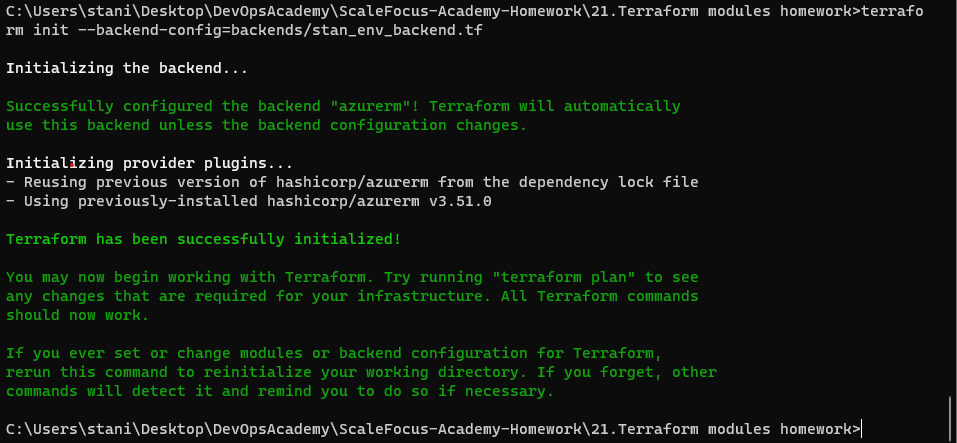 C:\Users\stani\Desktop\DevOpsAcademy\ScaleFocus-Academy-Homework\21.Terraform modules homework>terrafo
rm init --backend-config=backends/stan_env_backend.tf
Initializing the backend...
Successfully configured the backend "azurerm"! Terraform will automatically
use this backend unless the backend configuration changes.
Initializing provider plugins...
- Reusing previous version of hashicorp/azurerm from the dependency lock file
- Using previously-installed hashicorp/azurerm v3.51.0
Terraform has been successfully initialized!
You may now begin working with Terraform. Try running "terraform plan" to see
any changes that are required for your infrastructure. All Terraform commands
should now work.
If you ever set or change modules or backend configuration for Terraform,
rerun this command to reinitialize your working directory. If you forget, other
commands will detect it and remind you to do so if necessary.
C:\Users\stani\Desktop\DevOpsAcademy\ScaleFocus-Academy-Homework\21.Terraform modules homework>